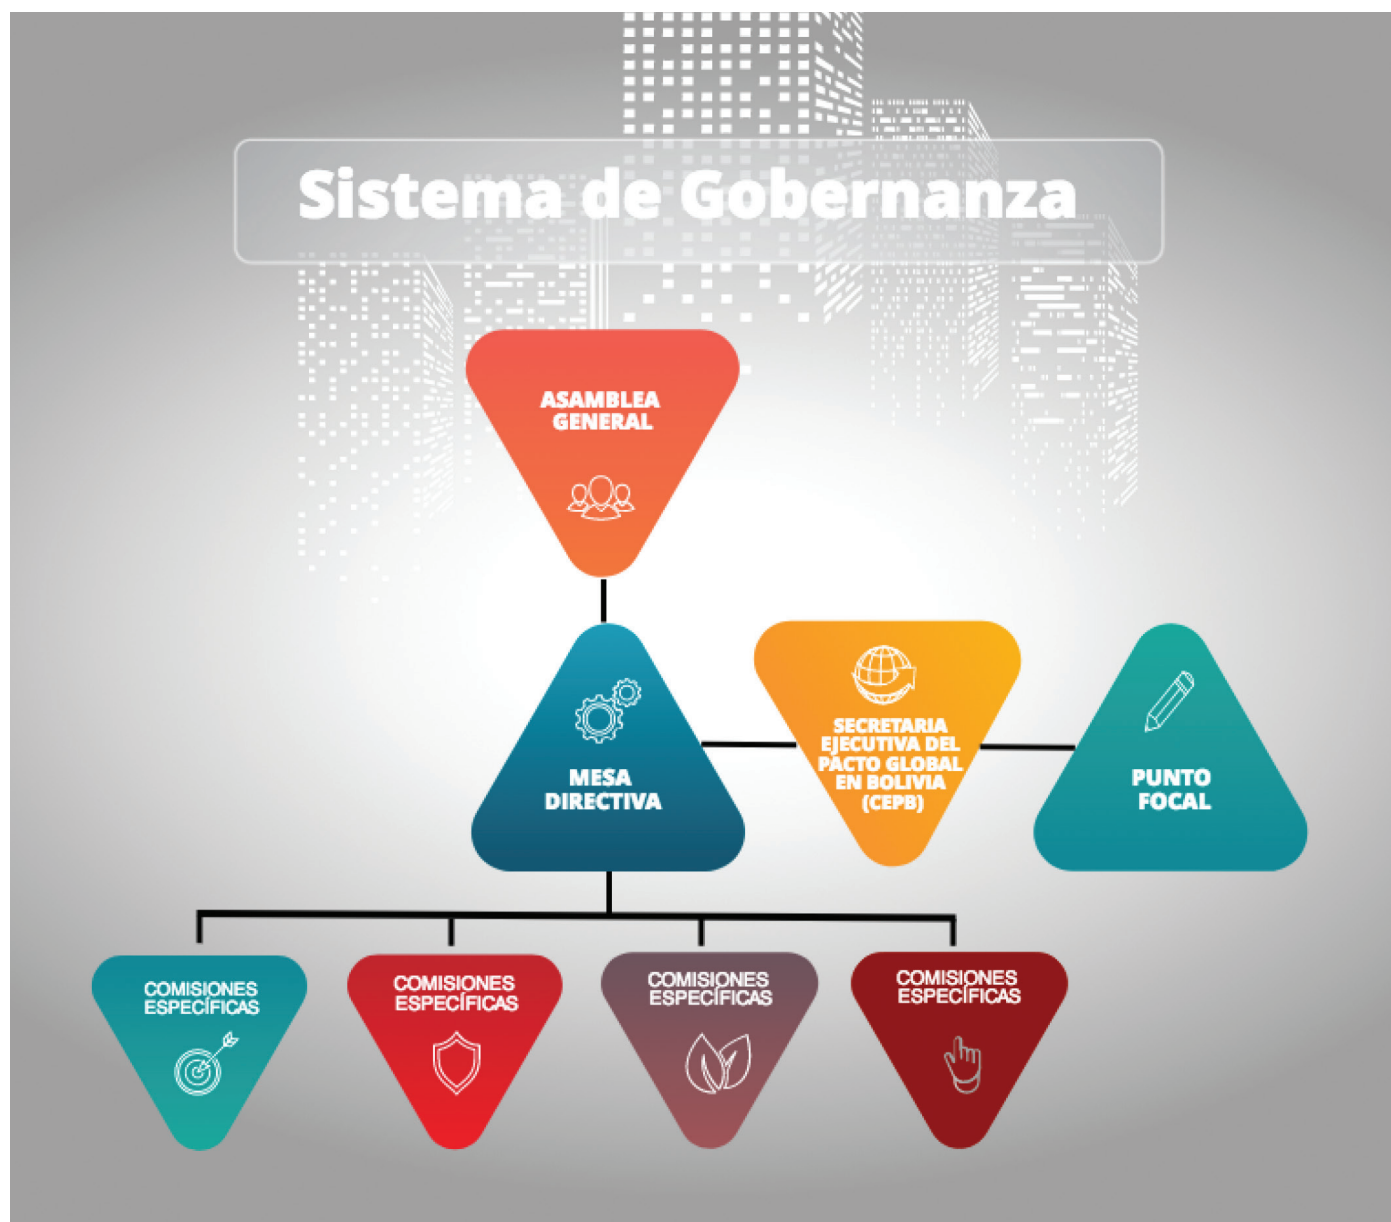 Sistema de Gobernanza
ASAMBLEA
GENERAL
MESA
DIRECTIVA
SECRETARIA
EJECUTIVA DEL
PACTO GLOBAL
EN BOLIVIA
(CEPB)
PUNTO
FOCAL
COMISIONES
ESPECÍFICAS
COMISIONES
ESPECÍFICAS
COMISIONES
ESPECÍFICAS
COMISIONES
ESPECÍFICAS